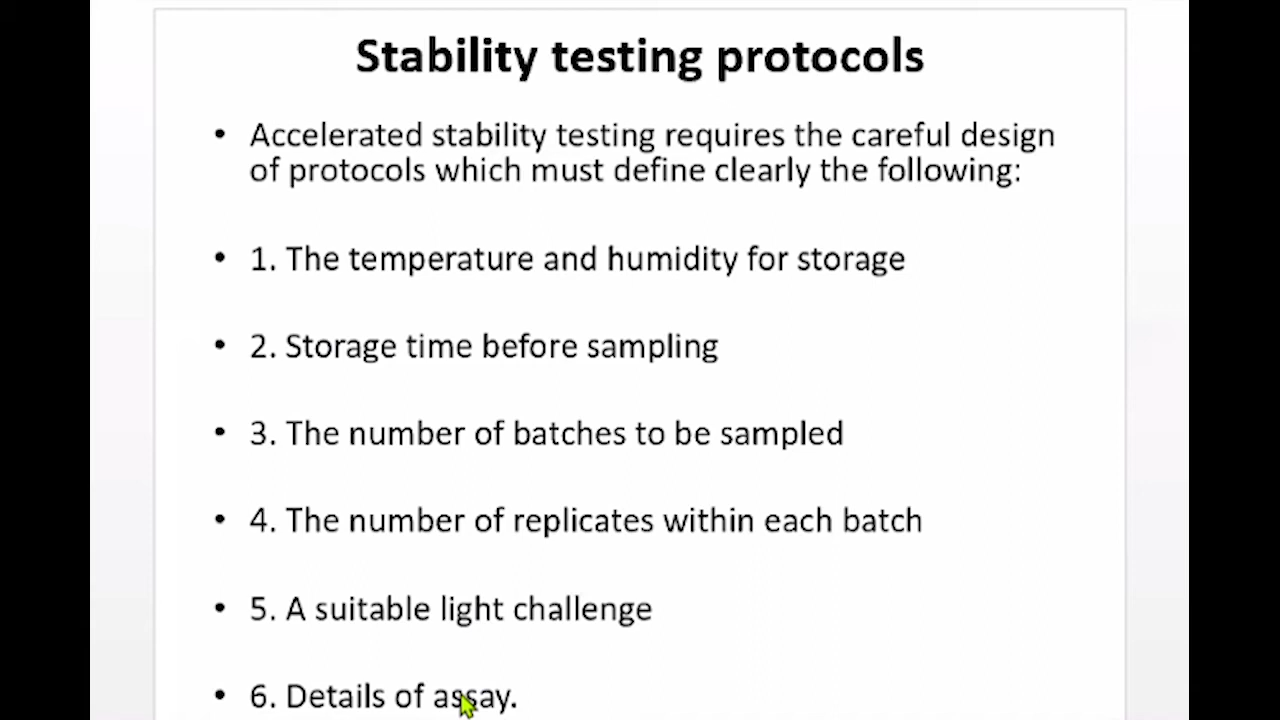 Stability testing protocols
• Accelerated stability testing requires the careful design
of protocols which must define clearly the following:
• 1. The temperature and humidity for storage
• 2. Storage time before sampling
• 3. The number of batches to be sampled
• 4. The number of replicates within each batch
• 5. A suitable light challenge
• 6. Details of assay.